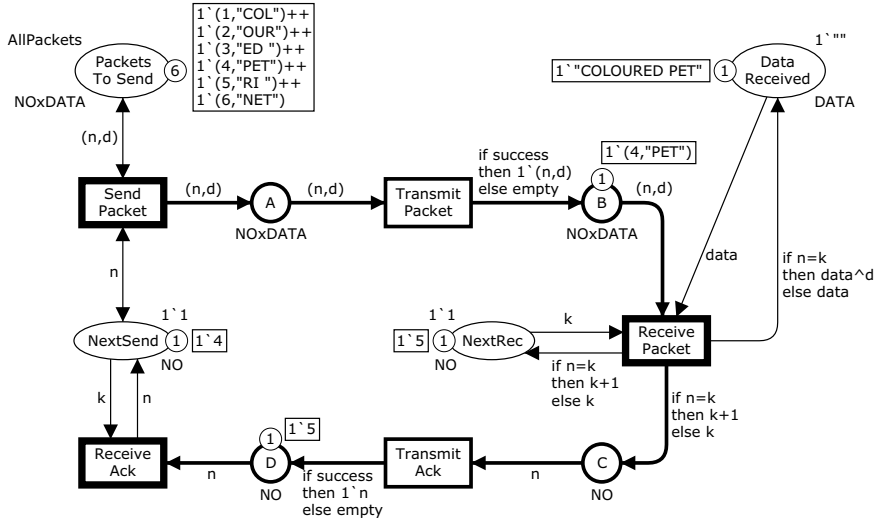 AllPackets
Packets
To Send
6
1`(1,"COL")++
1`(2,"OUR")++
1`(3,"ED ")++
1`(4,"PET")++
1`(5,"RI ")++
1`(6,"NET")
NOxDATA
1`""
1`"COLOURED PET"
1
Data
Received
DATA
(n,d)
Send
Packet
(n,d)
A
NOxDATA
(n,d)
Transmit
Packet
if success
then 1`(n,d)
else empty
1`(4,"PET")
1
B
NOxDATA
(n,d)
data
if n=k
then data^d
else data
n
1`1
NextSend
1
1`4
NO
1`1
1`5
1
NextRec
NO
k
if n=k
then k+1
else k
Receive
Packet
if n=k
then k+1
else k
k
n
Receive
Ack
n
1
1`5
D
NO
if success
then 1`n
else empty
Transmit
Ack
n
C
NO